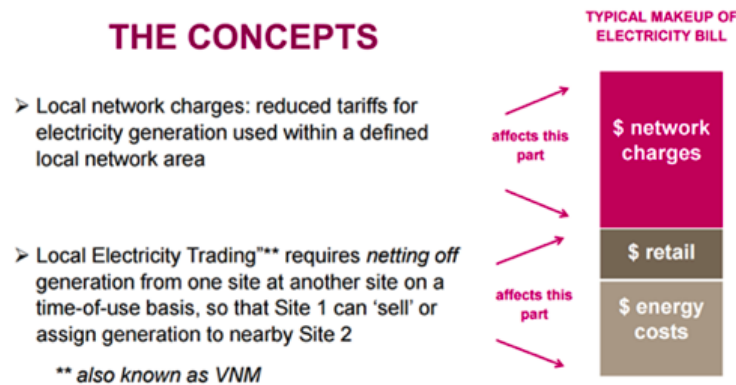 THE CONCEPTS
TYPICAL MAKEUP OF
ELECTRICITY BILL
➢ Local network charges: reduced tariffs for
electricity generation used within a defined
local network area
affects this
part
$ network
charges
➢ Local Electricity Trading"** requires netting off
generation from one site at another site on a
time-of-use basis, so that Site 1 can ‘sell’ or
assign generation to nearby Site 2
** also known as VNM
affects this
part
$ retail
$ energy
costs